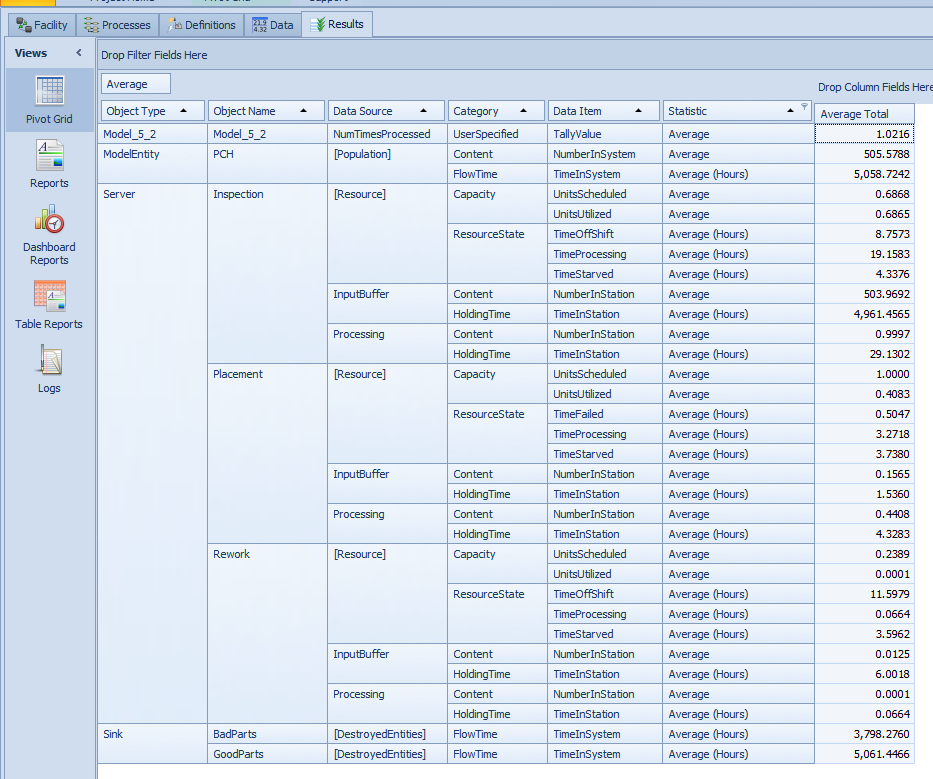 Facility Processes Definitions Data Results
Views <
Drop Filter Fields Here
Average
Drop Column Fields Here
Object Type Object Name Data Source Category Data Item Statistic Average Total
Model_5_2 Model_5_2 NumTimesProcessed UserSpecified TallyValue Average 1.0216
ModelEntity PCH [Population] Content NumberInSystem Average 505.5788
FlowTime TimeInSystem Average (Hours) 5,058.7242
Server Inspection [Resource] Capacity UnitsScheduled Average 0.6868
UnitsUtilized Average 0.6865
ResourceState TimeOffShift Average (Hours) 8.7573
TimeProcessing Average (Hours) 19.1583
TimeStarved Average (Hours) 4.3376
InputBuffer Content NumberInStation Average 503.9692
HoldingTime TimeInStation Average (Hours) 4,961.4565
Processing Content NumberInStation Average 0.9997
HoldingTime TimeInStation Average (Hours) 29.1302
Placement [Resource] Capacity UnitsScheduled Average 1.0000
UnitsUtilized Average 0.4083
ResourceState TimeFailed Average (Hours) 0.5047
TimeProcessing Average (Hours) 3.2718
TimeStarved Average (Hours) 3.7380
InputBuffer Content NumberInStation Average 0.1565
HoldingTime TimeInStation Average (Hours) 1.5360
Processing Content NumberInStation Average 0.4408
HoldingTime TimeInStation Average (Hours) 4.3283
Rework [Resource] Capacity UnitsScheduled Average 0.2389
UnitsUtilized Average 0.0001
ResourceState TimeOffShift Average (Hours) 11.5979
TimeProcessing Average (Hours) 0.0664
TimeStarved Average (Hours) 3.5962
InputBuffer Content NumberInStation Average 0.0125
HoldingTime TimeInStation Average (Hours) 6.0018
Processing Content NumberInStation Average 0.0001
HoldingTime TimeInStation Average (Hours) 0.0664
Sink BadParts [DestroyedEntities] FlowTime TimeInSystem Average (Hours) 3,798.2760
GoodParts [DestroyedEntities] FlowTime TimeInSystem Average (Hours) 5,061.4466
Pivot Grid
Reports
Dashboard
Reports
Table Reports
Logs